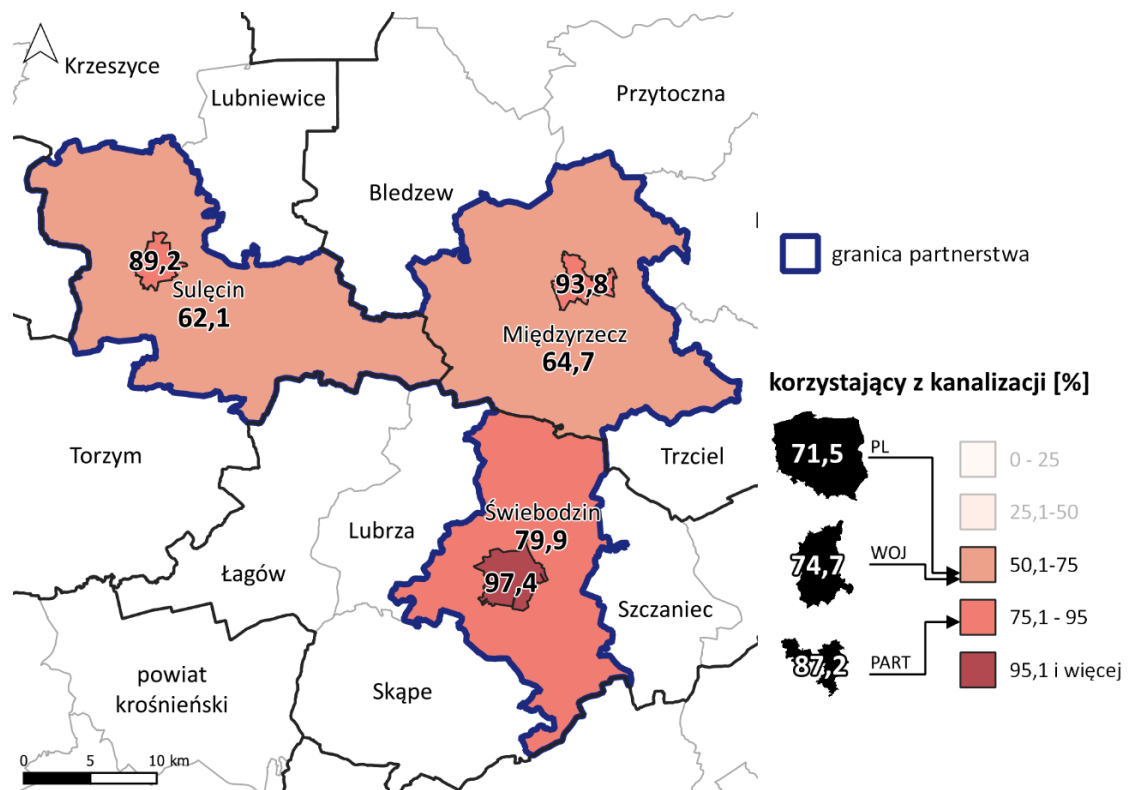 Krzeszyce
Lubniewice
Przytoczna
Bledzew
89,2
Sulęcin
62,1
93,8
Międzyrzecz
64,7
Torzym
Trzciel
Lubrza
Świebodzin
79,9
Łagów
97,4
Szczaniec
powiat
krośnieński
Skąpe
0 5 10 km
granica partnerstwa
korzystający z kanalizacji [%]
71,5
PL
74,7
WOJ
87,2
PART
0 - 25
25,1-50
50,1-75
75,1 - 95
95,1 i więcej